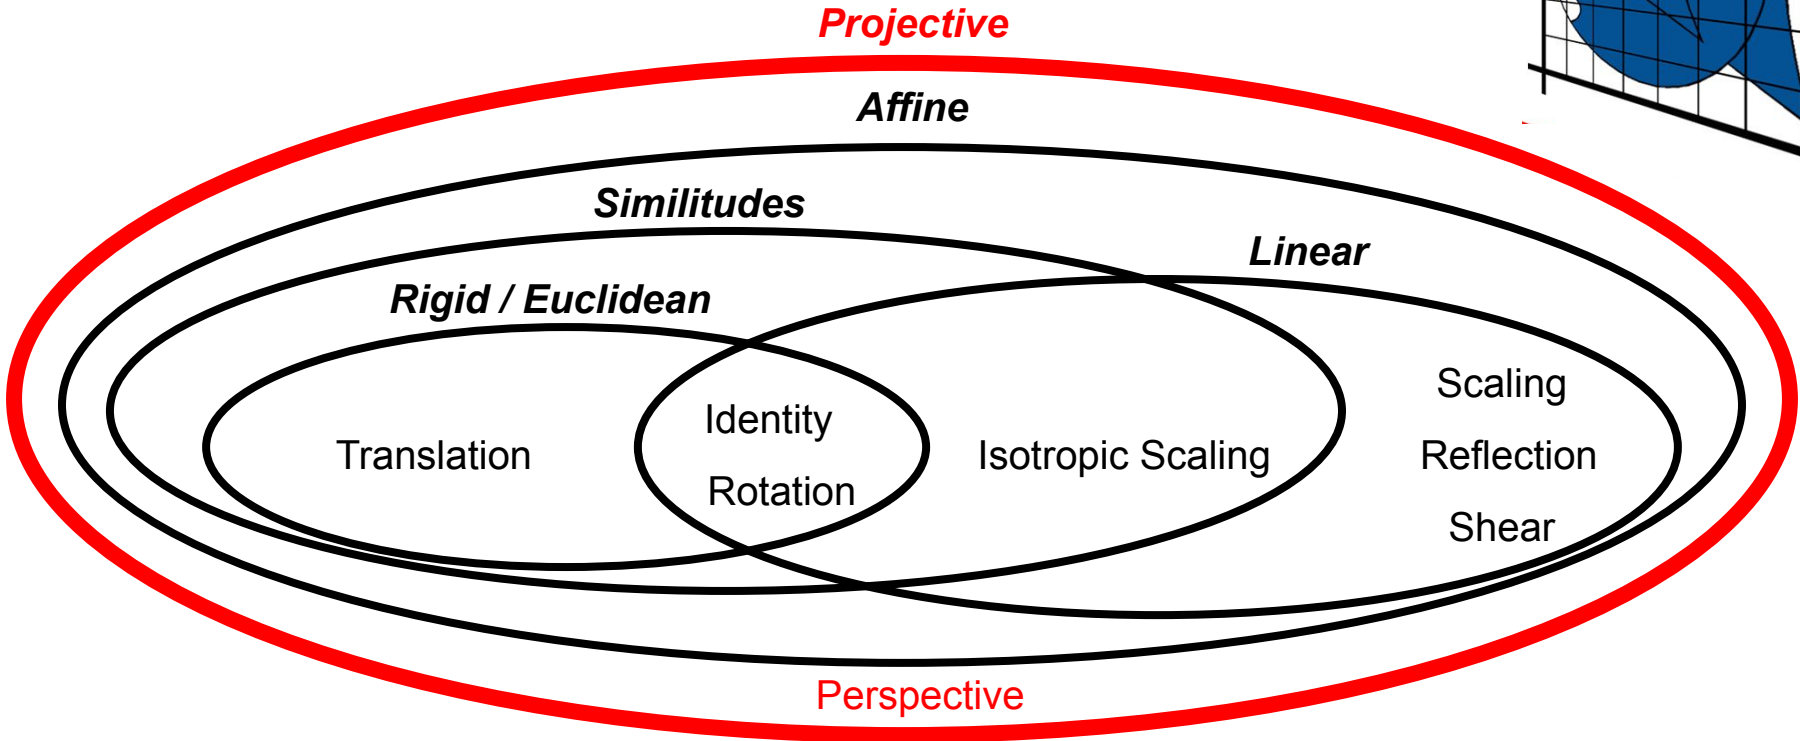 Projective
Affine
Similitudes
Linear
Rigid / Euclidean
Scaling
Identity
Translation
Isotropic Scaling
Reflection
Rotation
Shear
Perspective